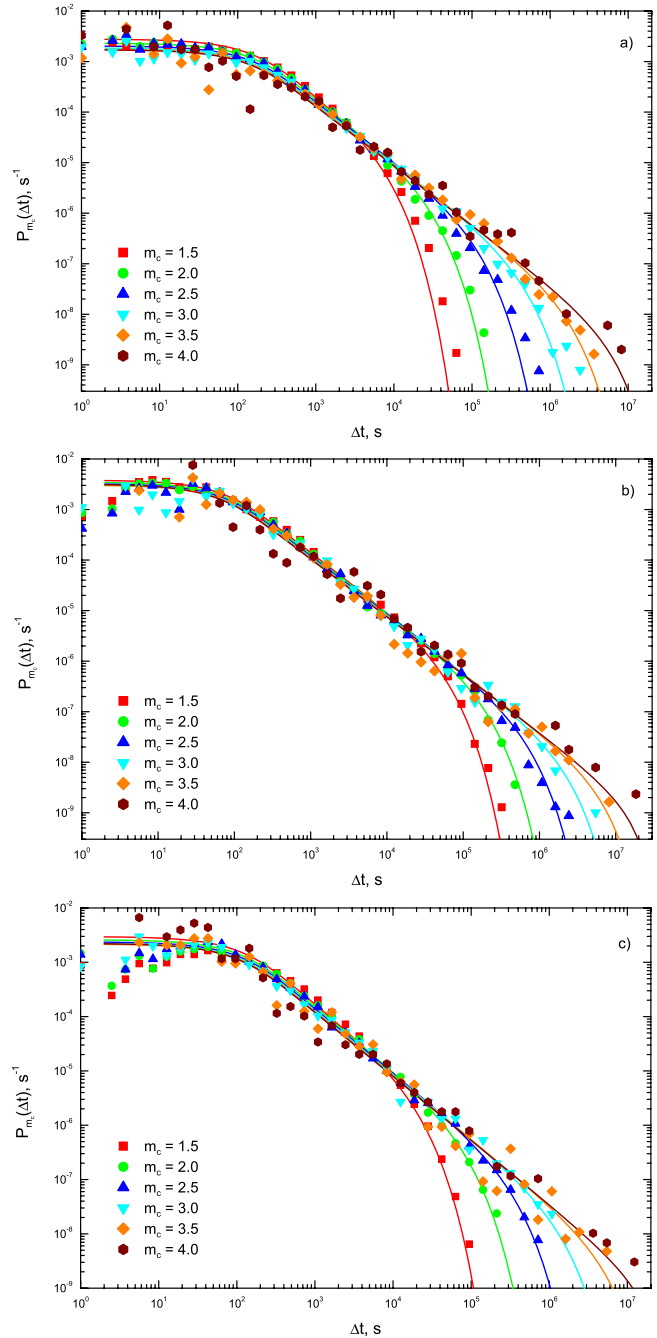 10⁻²
10⁻³
10⁻⁴
10⁻⁵
10⁻⁶
10⁻⁷
10⁻⁸
10⁻⁹
P_{m_c}(Δt), s⁻¹
a)
m_c = 1.5
m_c = 2.0
m_c = 2.5
m_c = 3.0
m_c = 3.5
m_c = 4.0
10⁰ 10¹ 10² 10³ 10⁴ 10⁵ 10⁶ 10⁷
Δt, s
10⁻²
10⁻³
10⁻⁴
10⁻⁵
10⁻⁶
10⁻⁷
10⁻⁸
10⁻⁹
P_{m_c}(Δt), s⁻¹
b)
m_c = 1.5
m_c = 2.0
m_c = 2.5
m_c = 3.0
m_c = 3.5
m_c = 4.0
10⁰ 10¹ 10² 10³ 10⁴ 10⁵ 10⁶ 10⁷
Δt, s
10⁻²
10⁻³
10⁻⁴
10⁻⁵
10⁻⁶
10⁻⁷
10⁻⁸
10⁻⁹
P_{m_c}(Δt), s⁻¹
c)
m_c = 1.5
m_c = 2.0
m_c = 2.5
m_c = 3.0
m_c = 3.5
m_c = 4.0
10⁰ 10¹ 10² 10³ 10⁴ 10⁵ 10⁶ 10⁷
Δt, s